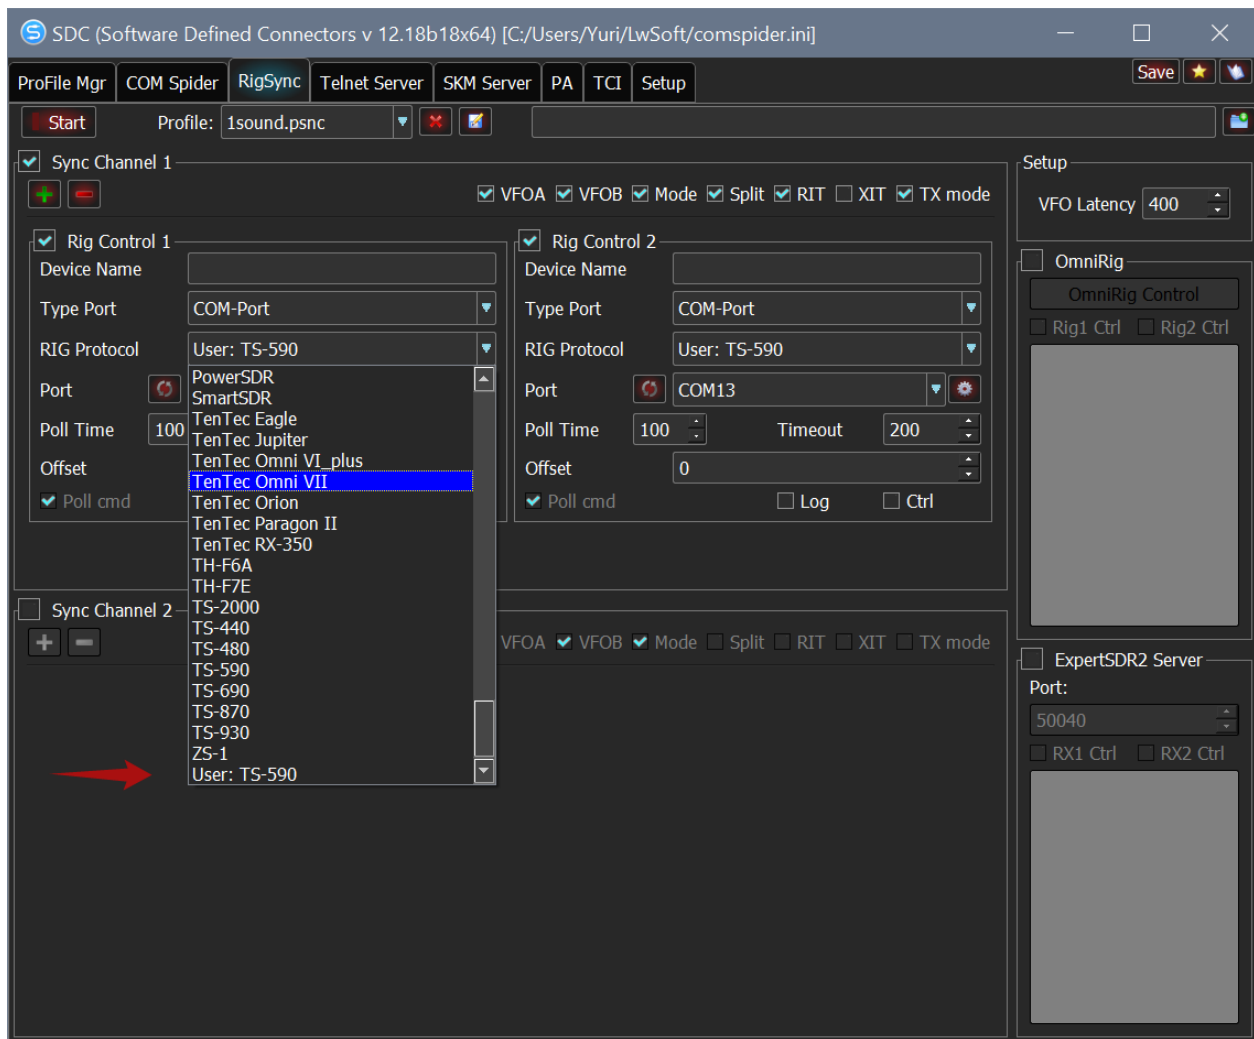 SDC (Software Defined Connectors v 12.18b18x64) [C:/Users/Yuri/LwSoft/comspider.ini]
ProFile Mgr COM Spider RigSync Telnet Server SKM Server PA TCI Setup Save
Start Profile: 1sound.psnc
Sync Channel 1
VFOA VFOB Mode Split RIT XIT TX mode
Rig Control 1
Device Name
Type Port COM-Port
RIG Protocol User: TS-590
Port
Poll Time 100
Offset
Poll cmd
PowerSDR
SmartSDR
TenTec Eagle
TenTec Jupiter
TenTec Omni VI_plus
TenTec Omni VII
TenTec Orion
TenTec Paragon II
TenTec RX-350
TH-F6A
TH-F7E
TS-2000
TS-440
TS-480
TS-590
TS-690
TS-870
TS-930
ZS-1
User: TS-590
Rig Control 2
Device Name
Type Port COM-Port
RIG Protocol User: TS-590
Port COM13
Poll Time 100 Timeout 200
Offset 0
Poll cmd Log Ctrl
Sync Channel 2
VFOA VFOB Mode Split RIT XIT TX mode
Setup
VFO Latency 400
OmniRig
OmniRig Control
Rig1 Ctrl Rig2 Ctrl
ExpertSDR2 Server
Port:
50040
RX1 Ctrl RX2 Ctrl